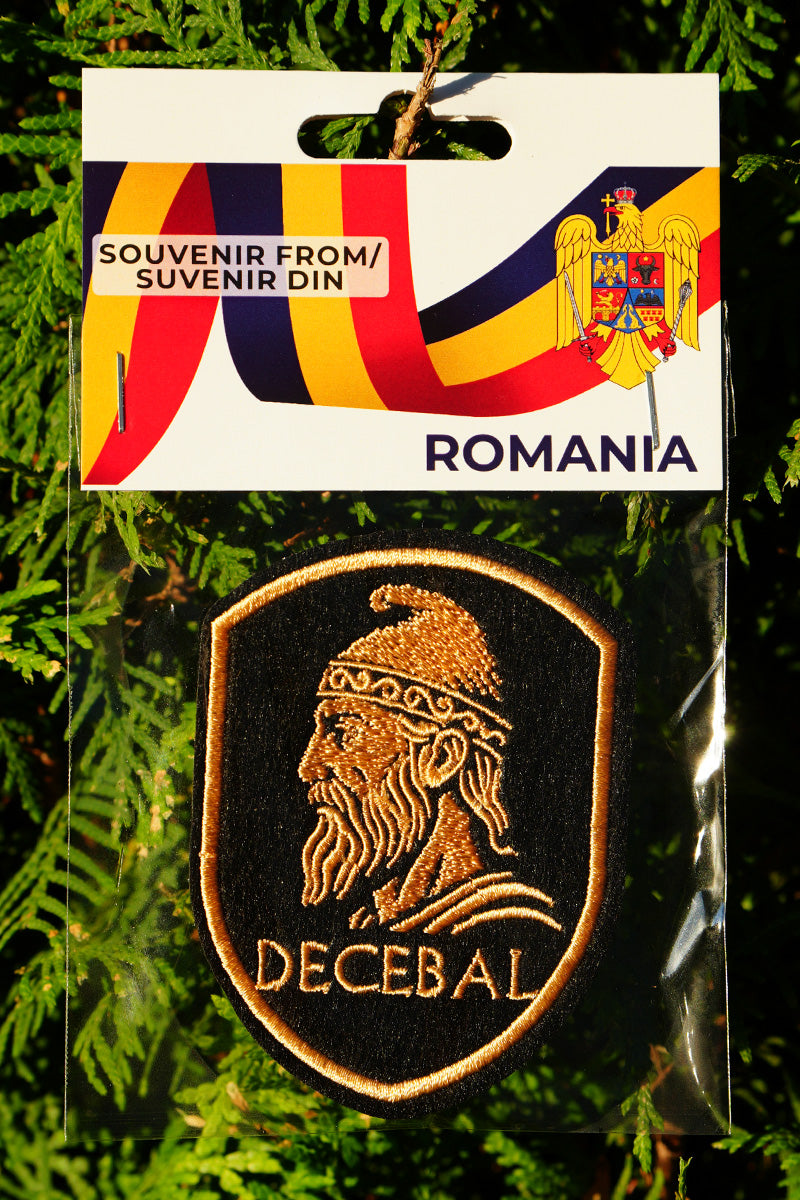 SOUVENIR FROM/
SUVENIR DIN
ROMANIA
DECEBAL